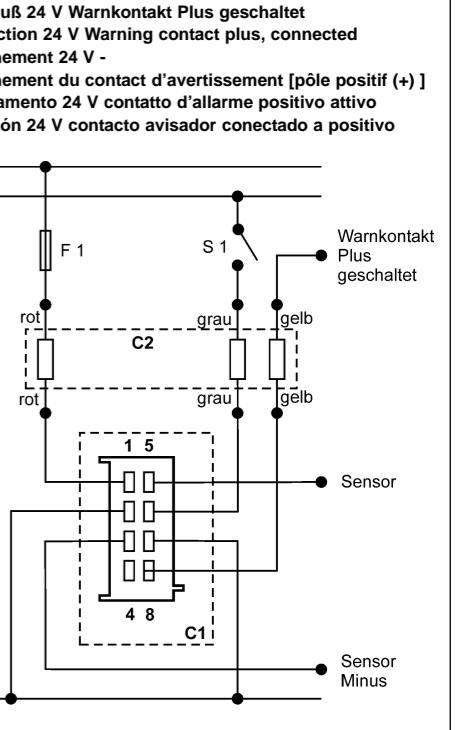 uß 24 V Warnkontakt Plus geschaltet
ction 24 V Warning contact plus, connected
nement 24 V -
nement du contact d'avertissement [pôle positif (+) ]
amento 24 V contatto d'allarme positivo attivo
ón 24 V contacto avisador conectado a positivo
F 1
S 1
Warnkontakt
Plus
geschaltet
rot
grau
gelb
C2
rot
grau
gelb
1 5
Sensor
4 8
C1
Sensor
Minus